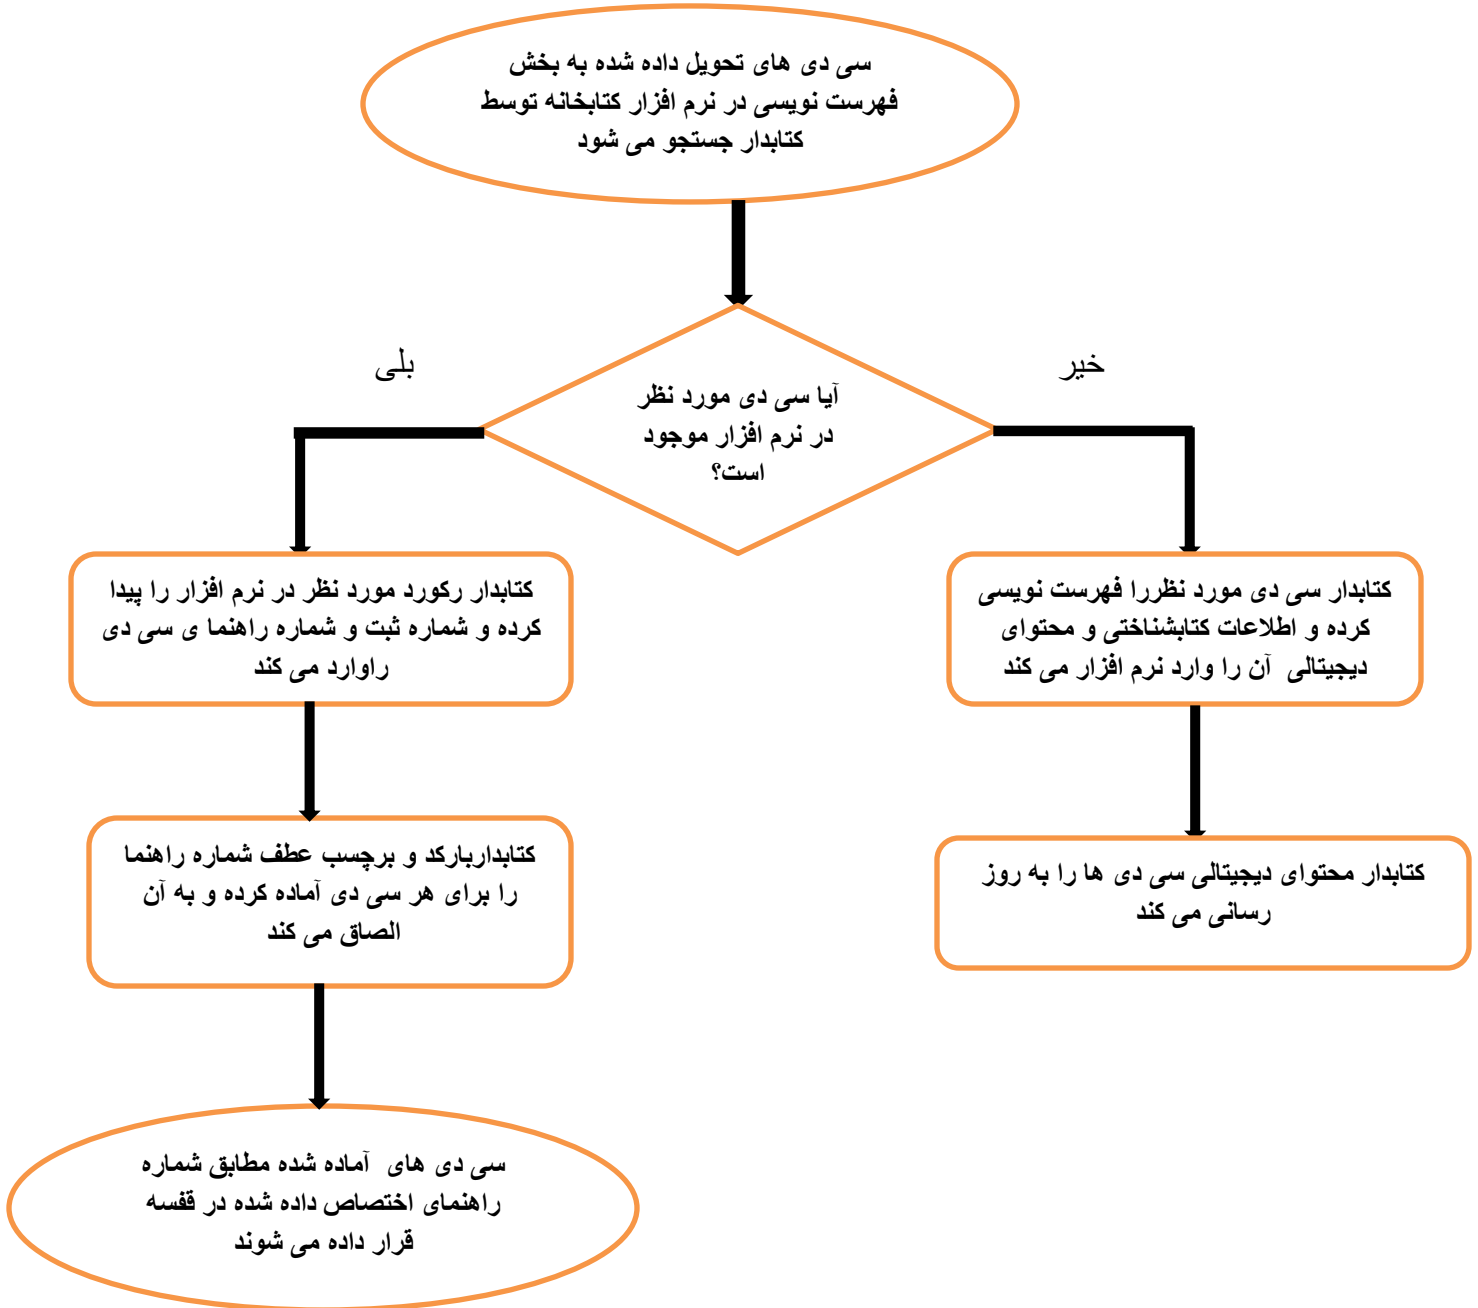 سی دی های تحویل داده شده به بخش
فهرست نویسی در نرم افزار کتابخانه توسط
کتابدار جستجو می شود
خیر
بلی
آیا سی دی مورد نظر
در نرم افزار موجود
است؟
کتابدار سی دی مورد نظررا فهرست نویسی
کرده و اطلاعات کتابشناختی و محتوای
دیجیتالی آن را وارد نرم افزار می کند
کتابدار رکورد مورد نظر در نرم افزار را پیدا
کرده و شماره ثبت و شماره راهنما ی سی دی
راوارد می کند
کتابدار محتوای دیجیتالی سی دی ها را به روز
رسانی می کند
کتابداربارکد و برچسب عطف شماره راهنما
را برای هر سی دی آماده کرده و به آن
الصاق می کند
سی دی های آماده شده مطابق شماره
راهنمای اختصاص داده شده در قفسه
قرار داده می شوند